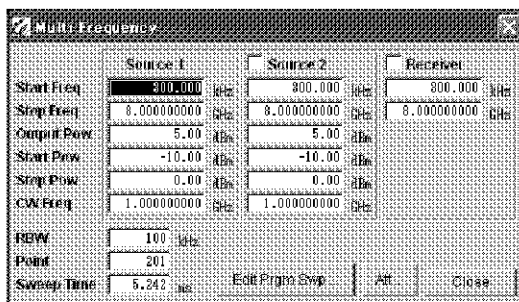 Multi Frequency
Source 1 Source 2 Receiver
Start Freq 300.000 kHz 300.000 kHz 300.000 kHz
Stop Freq 8.000000000 GHz 8.000000000 GHz 8.000000000 GHz
Output Pow 5.00 dBm 5.00 dBm
Start Pow -10.00 dBm -10.00 dBm
Stop Pow 0.00 dBm 0.00 dBm
CW Freq 1.000000000 GHz 1.000000000 GHz
RBW 100 kHz
Point 201
Sweep Time 5.242 ms Edit Prgm Swp Att... Close